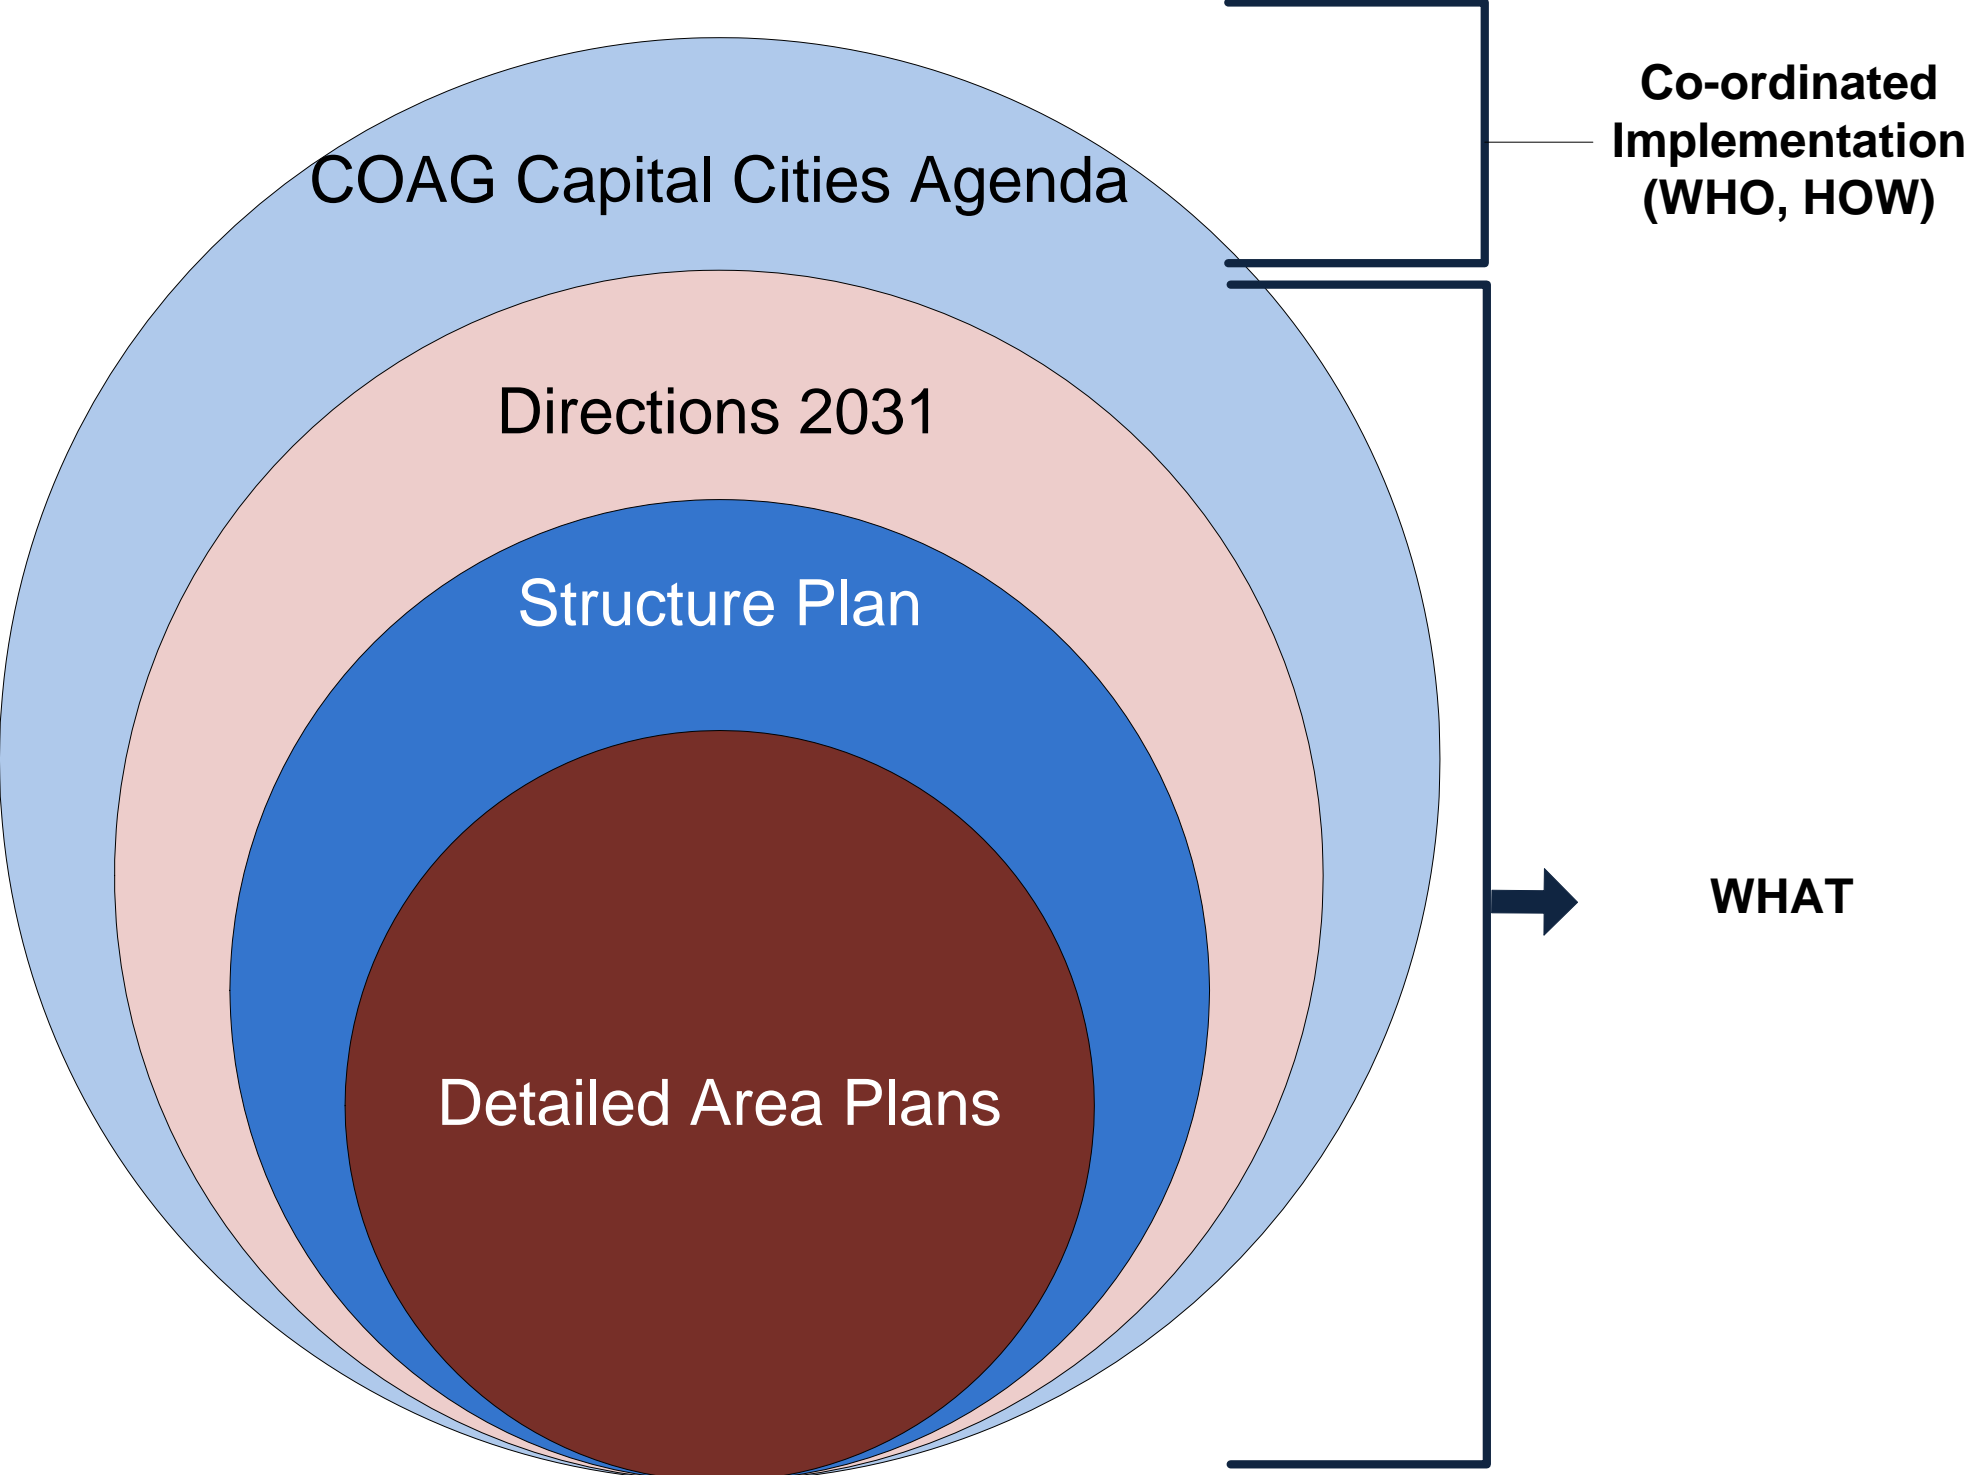 COAG Capital Cities Agenda
Co-ordinated
Implementation
(WHO, HOW)
Directions 2031
Structure Plan
WHAT
Detailed Area Plans